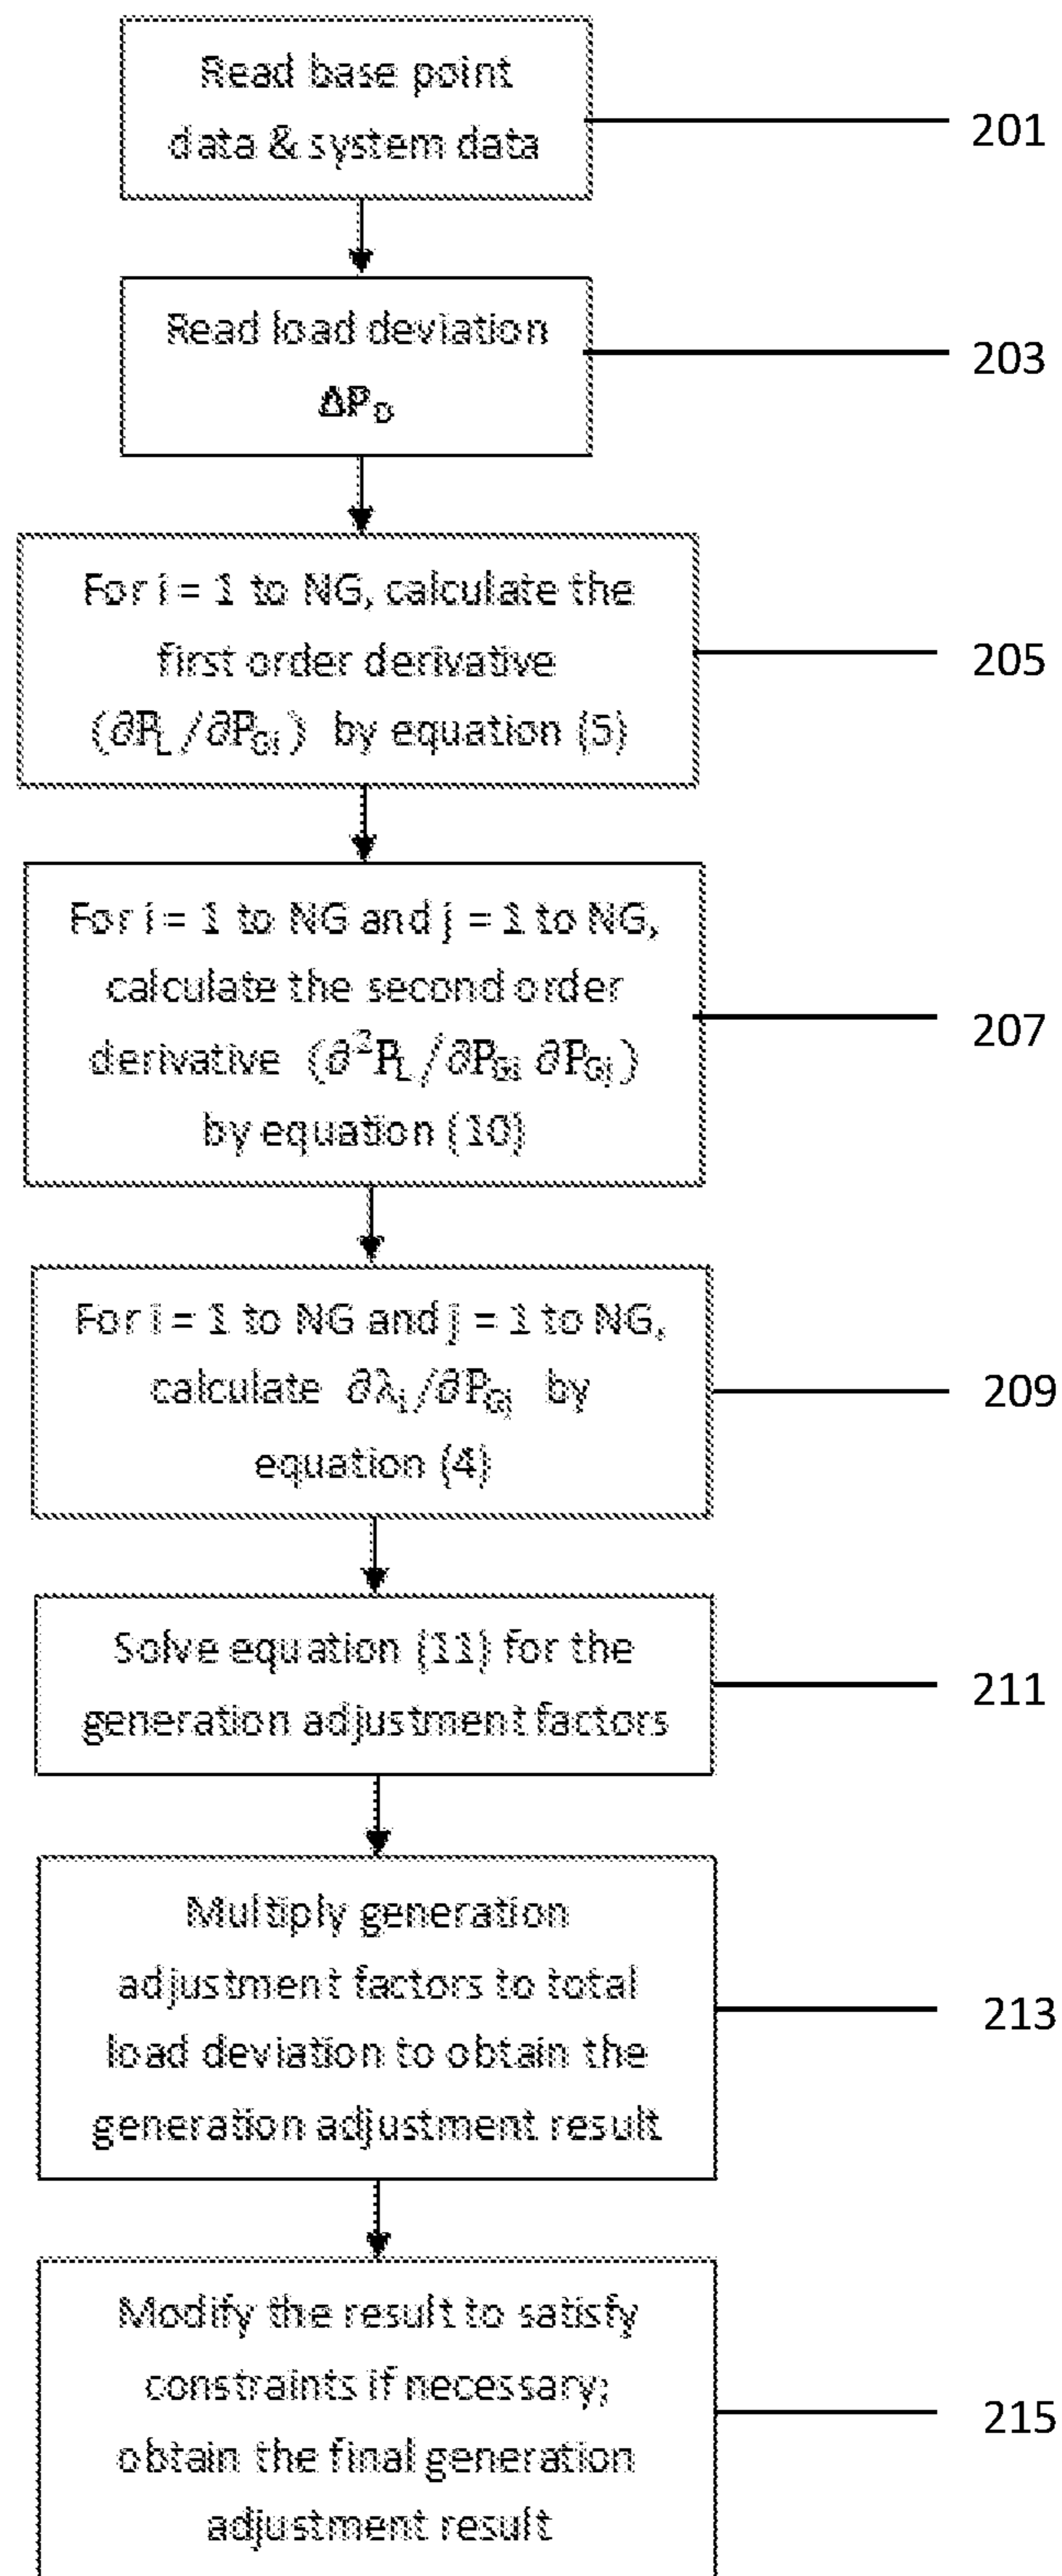 Read base point
data & system data
201
Read load deviation
ΔP_D
203
For i = 1 to NG, calculate the
first order derivative
(∂P_L/∂P_Gi) by equation (5)
205
For i = 1 to NG and j = 1 to NG,
calculate the second order
derivative (∂²P_L/∂P_Gi ∂P_Gj)
by equation (10)
207
For i = 1 to NG and j = 1 to NG,
calculate ∂λ_i/∂P_Gj by
equation (4)
209
Solve equation (11) for the
generation adjustment factors
211
Multiply generation
adjustment factors to total
load deviation to obtain the
generation adjustment result
213
Modify the result to satisfy
constraints if necessary;
obtain the final generation
adjustment result
215